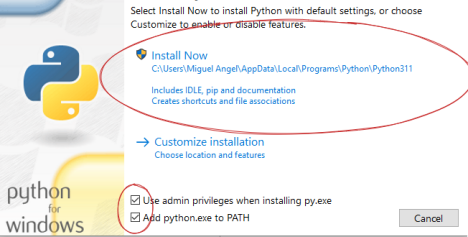 Select Install Now to install Python with default settings, or choose
Customize to enable or disable features.
Install Now
C:\Users\Miguel Angel\AppData\Local\Programs\Python\Python311
Includes IDLE, pip and documentation
Creates shortcuts and file associations
Customize installation
Choose location and features
python
for
windows
Use admin privileges when installing py.exe
Add python.exe to PATH
Cancel